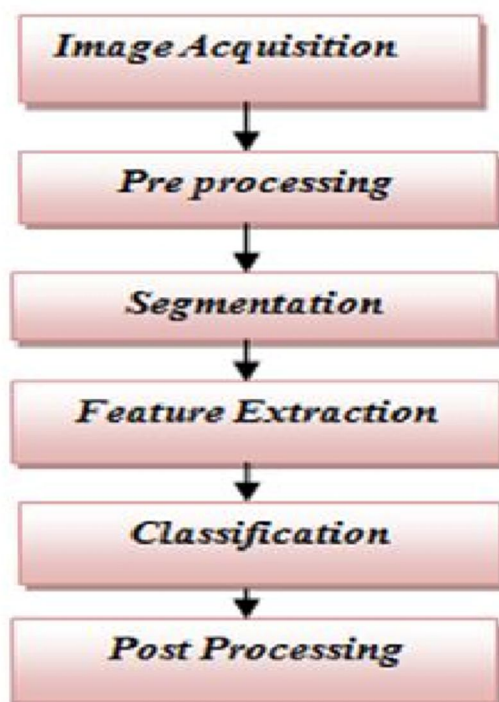 Image Acquisition
Pre processing
Segmentation
Feature Extraction
Classification
Post Processing